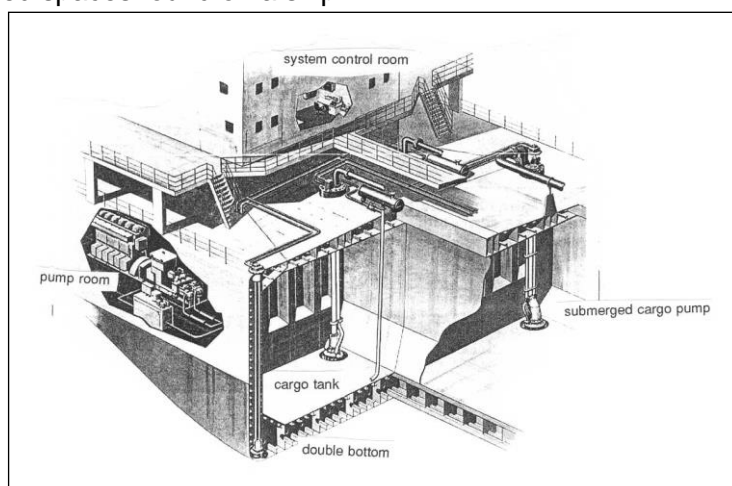 system control room
pump room
submerged cargo pump
cargo tank
double bottom